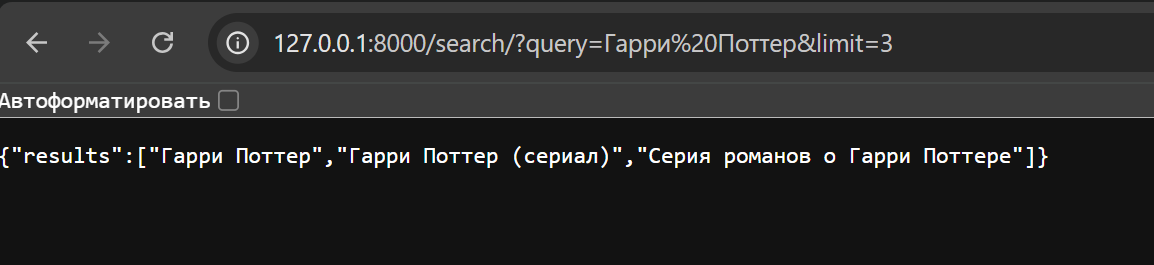 127.0.0.1:8000/search/?query=Гарри%20Поттер&limit=3
Автоформатировать
{"results":["Гарри Поттер","Гарри Поттер (сериал)","Серия романов о Гарри Поттере"]}